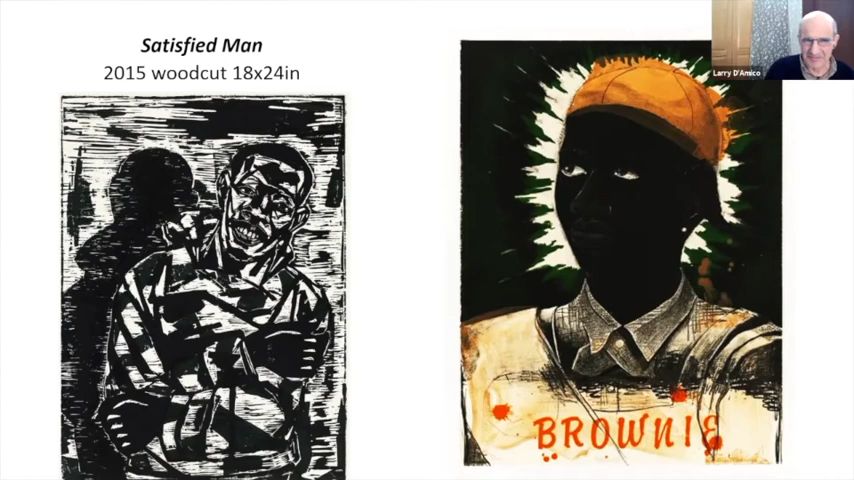 Satisfied Man
2015 woodcut 18x24in
Larry D'Amico
BROWNIE